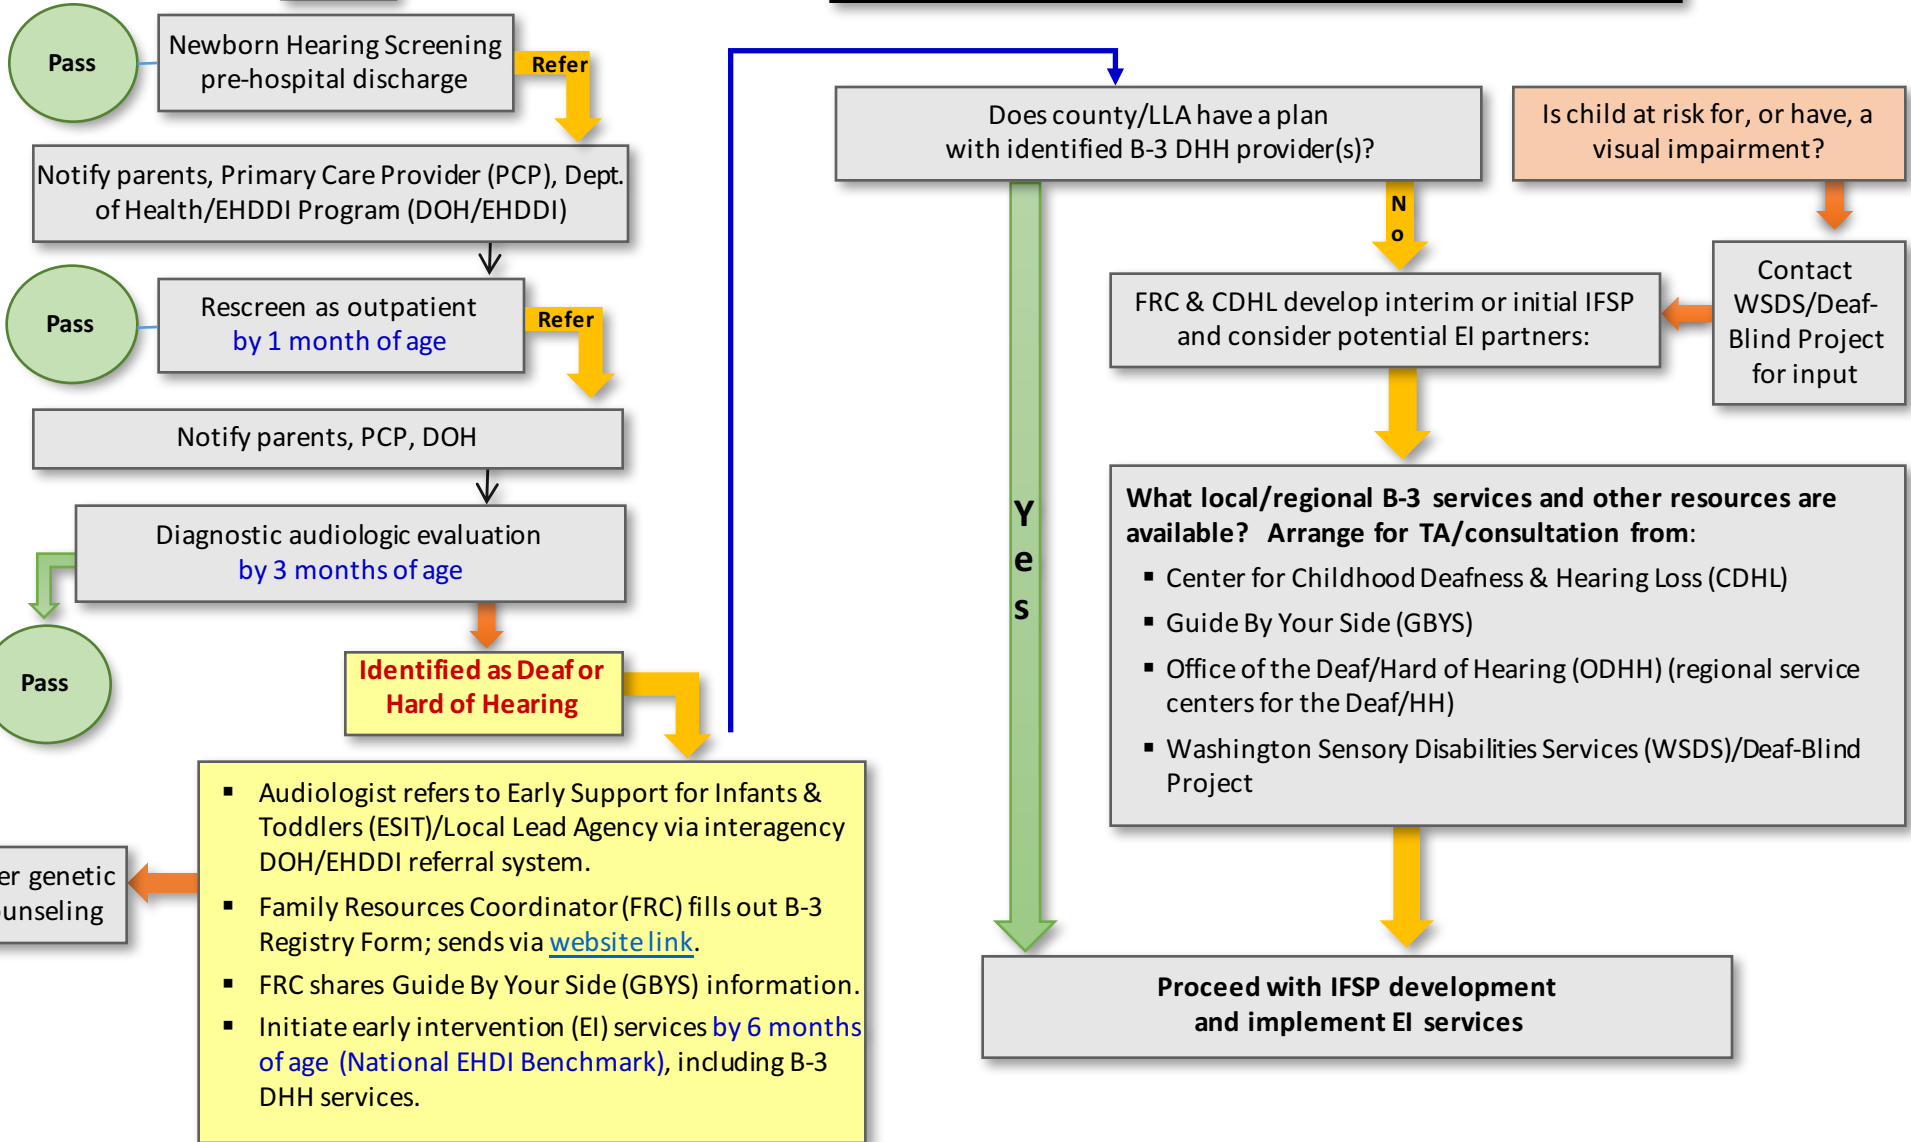 Pass
Newborn Hearing Screening
pre-hospital discharge
Refer
Notify parents, Primary Care Provider (PCP), Dept.
of Health/EHDDI Program (DOH/EHDDI)
Pass
Rescreen as outpatient
by 1 month of age
Refer
Notify parents, PCP, DOH
Diagnostic audiologic evaluation
by 3 months of age
Pass
Identified as Deaf or
Hard of Hearing
▪ Audiologist refers to Early Support for Infants &
Toddlers (ESIT)/Local Lead Agency via interagency
DOH/EHDDI referral system.
▪ Family Resources Coordinator (FRC) fills out B-3
Registry Form; sends via website link.
▪ FRC shares Guide By Your Side (GBYS) information.
▪ Initiate early intervention (EI) services by 6 months
of age (National EHDI Benchmark), including B-3
DHH services.
genetic
Does county/LLA have a plan
with identified B-3 DHH provider(s)?
Is child at risk for, or have, a
visual impairment?
Yes
No
FRC & CDHL develop interim or initial IFSP
and consider potential EI partners:
Contact
WSDS/Deaf-
Blind Project
for input
What local/regional B-3 services and other resources are
available? Arrange for TA/consultation from:
▪ Center for Childhood Deafness & Hearing Loss (CDHL)
▪ Guide By Your Side (GBYS)
▪ Office of the Deaf/Hard of Hearing (ODHH) (regional service
centers for the Deaf/HH)
▪ Washington Sensory Disabilities Services (WSDS)/Deaf-Blind
Project
Proceed with IFSP development
and implement EI services